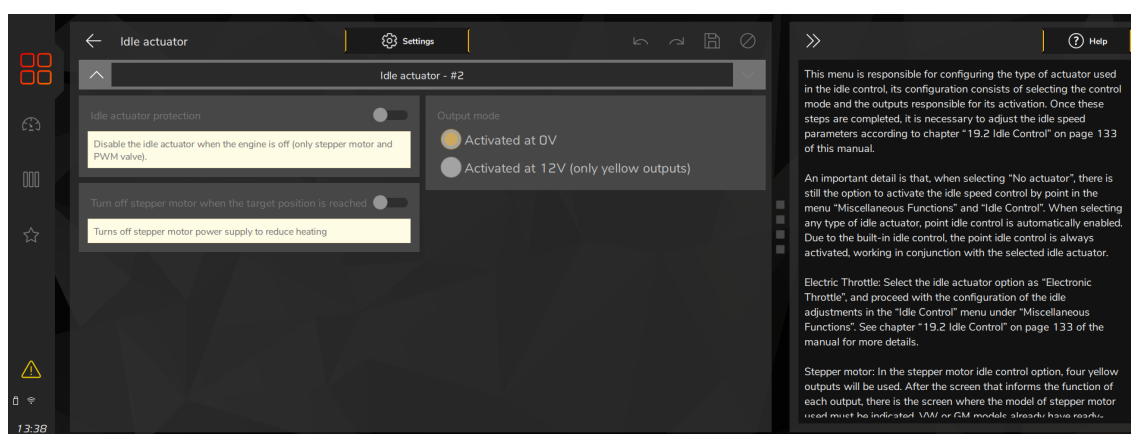 Idle actuator
Settings
Idle actuator - #2
Idle actuator protection
Disable the idle actuator when the engine is off (only stepper motor and
PWM valve).
Turn off stepper motor when the target position is reached
Turns off stepper motor power supply to reduce heating
Output mode
Activated at 0V
Activated at 12V (only yellow outputs)
13:38
Help
This menu is responsible for configuring the type of actuator used
in the idle control, its configuration consists of selecting the control
mode and the outputs responsible for its activation. Once these
steps are completed, it is necessary to adjust the idle speed
parameters according to chapter “19.2 Idle Control” on page 133
of this manual.
An important detail is that, when selecting “No actuator”, there is
still the option to activate the idle speed control by point in the
menu “Miscellaneous Functions” and “Idle Control”. When selecting
any type of idle actuator, point idle control is automatically enabled.
Due to the built-in idle control, the point idle control is always
activated, working in conjunction with the selected idle actuator.
Electric Throttle: Select the idle actuator option as “Electronic
Throttle”, and proceed with the configuration of the idle
adjustments in the “Idle Control” menu under “Miscellaneous
Functions”. See chapter “19.2 Idle Control” on page 133 of the
manual for more details.
Stepper motor: In the stepper motor idle control option, four yellow
outputs will be used. After the screen that informs the function of
each output, there is the screen where the model of stepper motor
used must be indicated. VW or GM models already have ready-